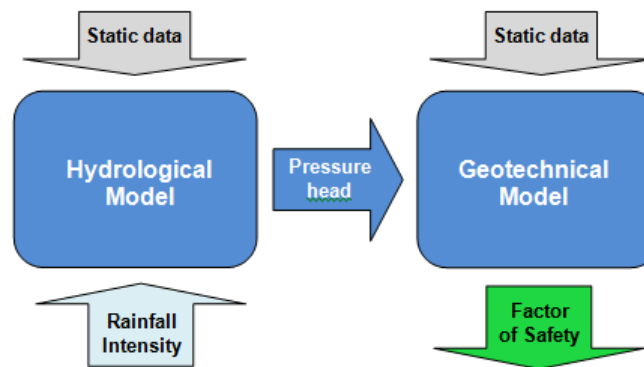 Static data
Static data
Hydrological
Model
Pressure
head
Geotechnical
Model
Rainfall
Intensity
Factor
of Safety